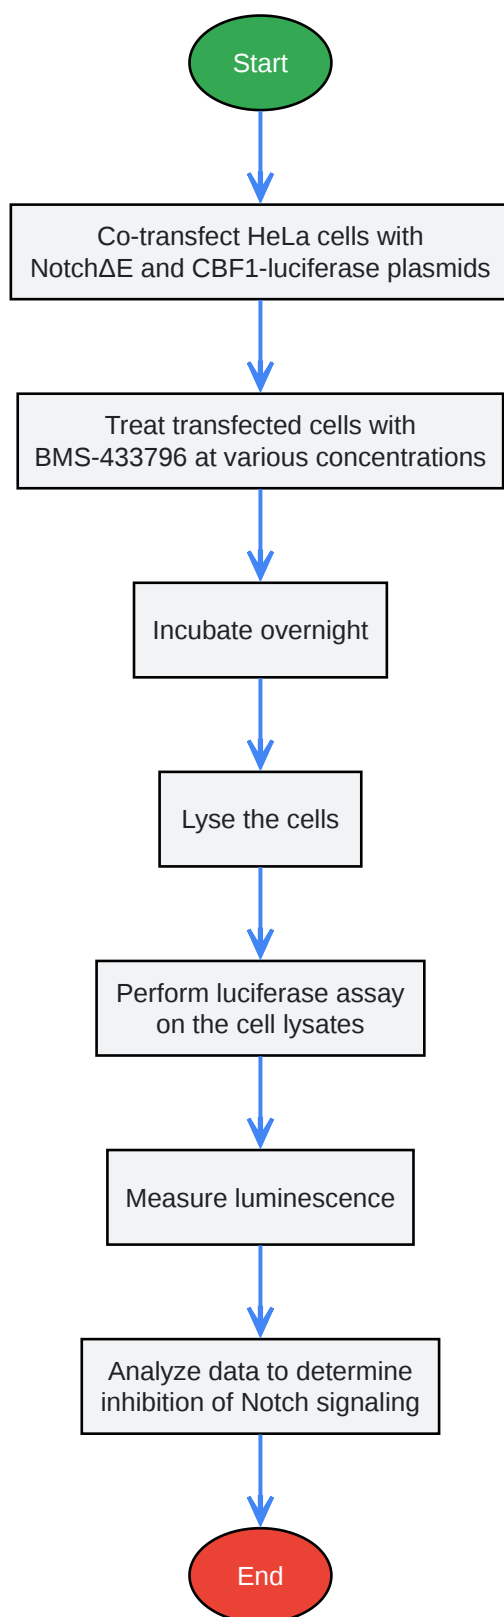 Start
Co-transfect HeLa cells with
NotchΔE and CBF1-luciferase plasmids
Treat transfected cells with
BMS-433796 at various concentrations
Incubate overnight
Lyse the cells
Perform luciferase assay
on the cell lysates
Measure luminescence
Analyze data to determine
inhibition of Notch signaling
End